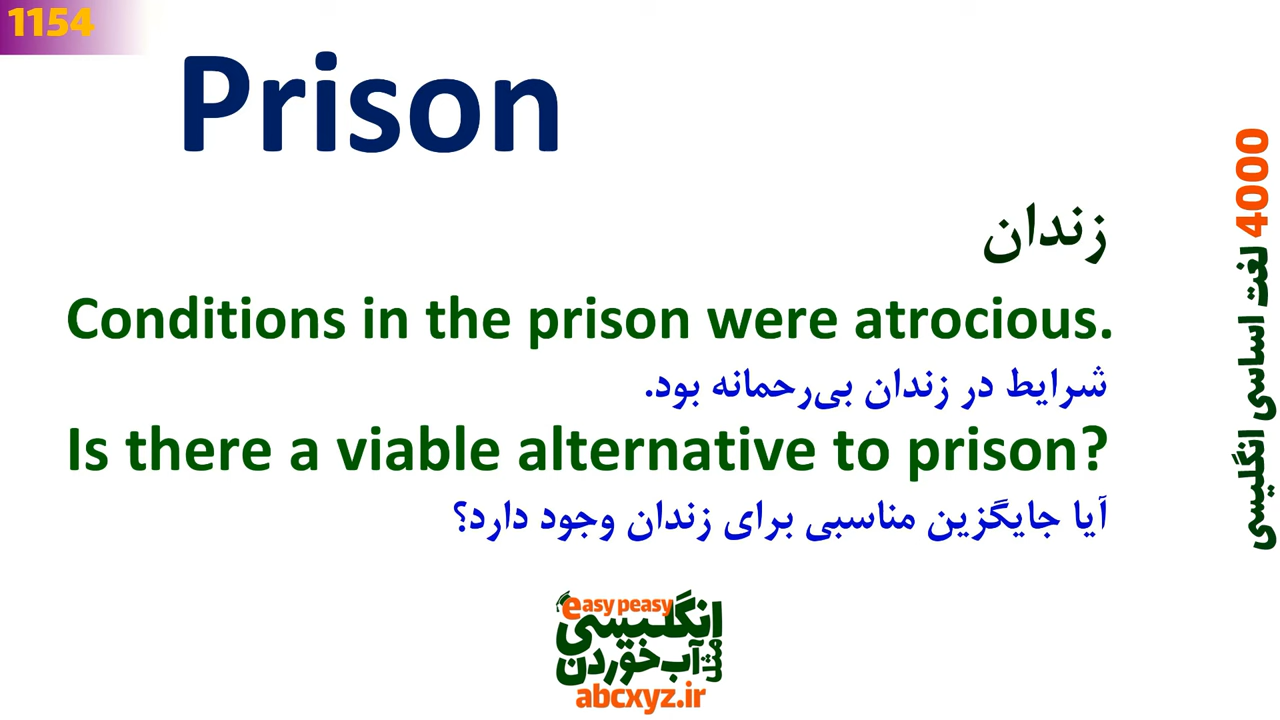 1154
Prison
زندان
Conditions in the prison were atrocious.
شرایط در زندان بی‌رحمانه بود.
Is there a viable alternative to prison?
آیا جایگزین مناسبی برای زندان وجود دارد؟
4000 لغت اساسی انگلیسی
easy peasy
انگلیسی
مثل آب خوردن
abcxyz.ir